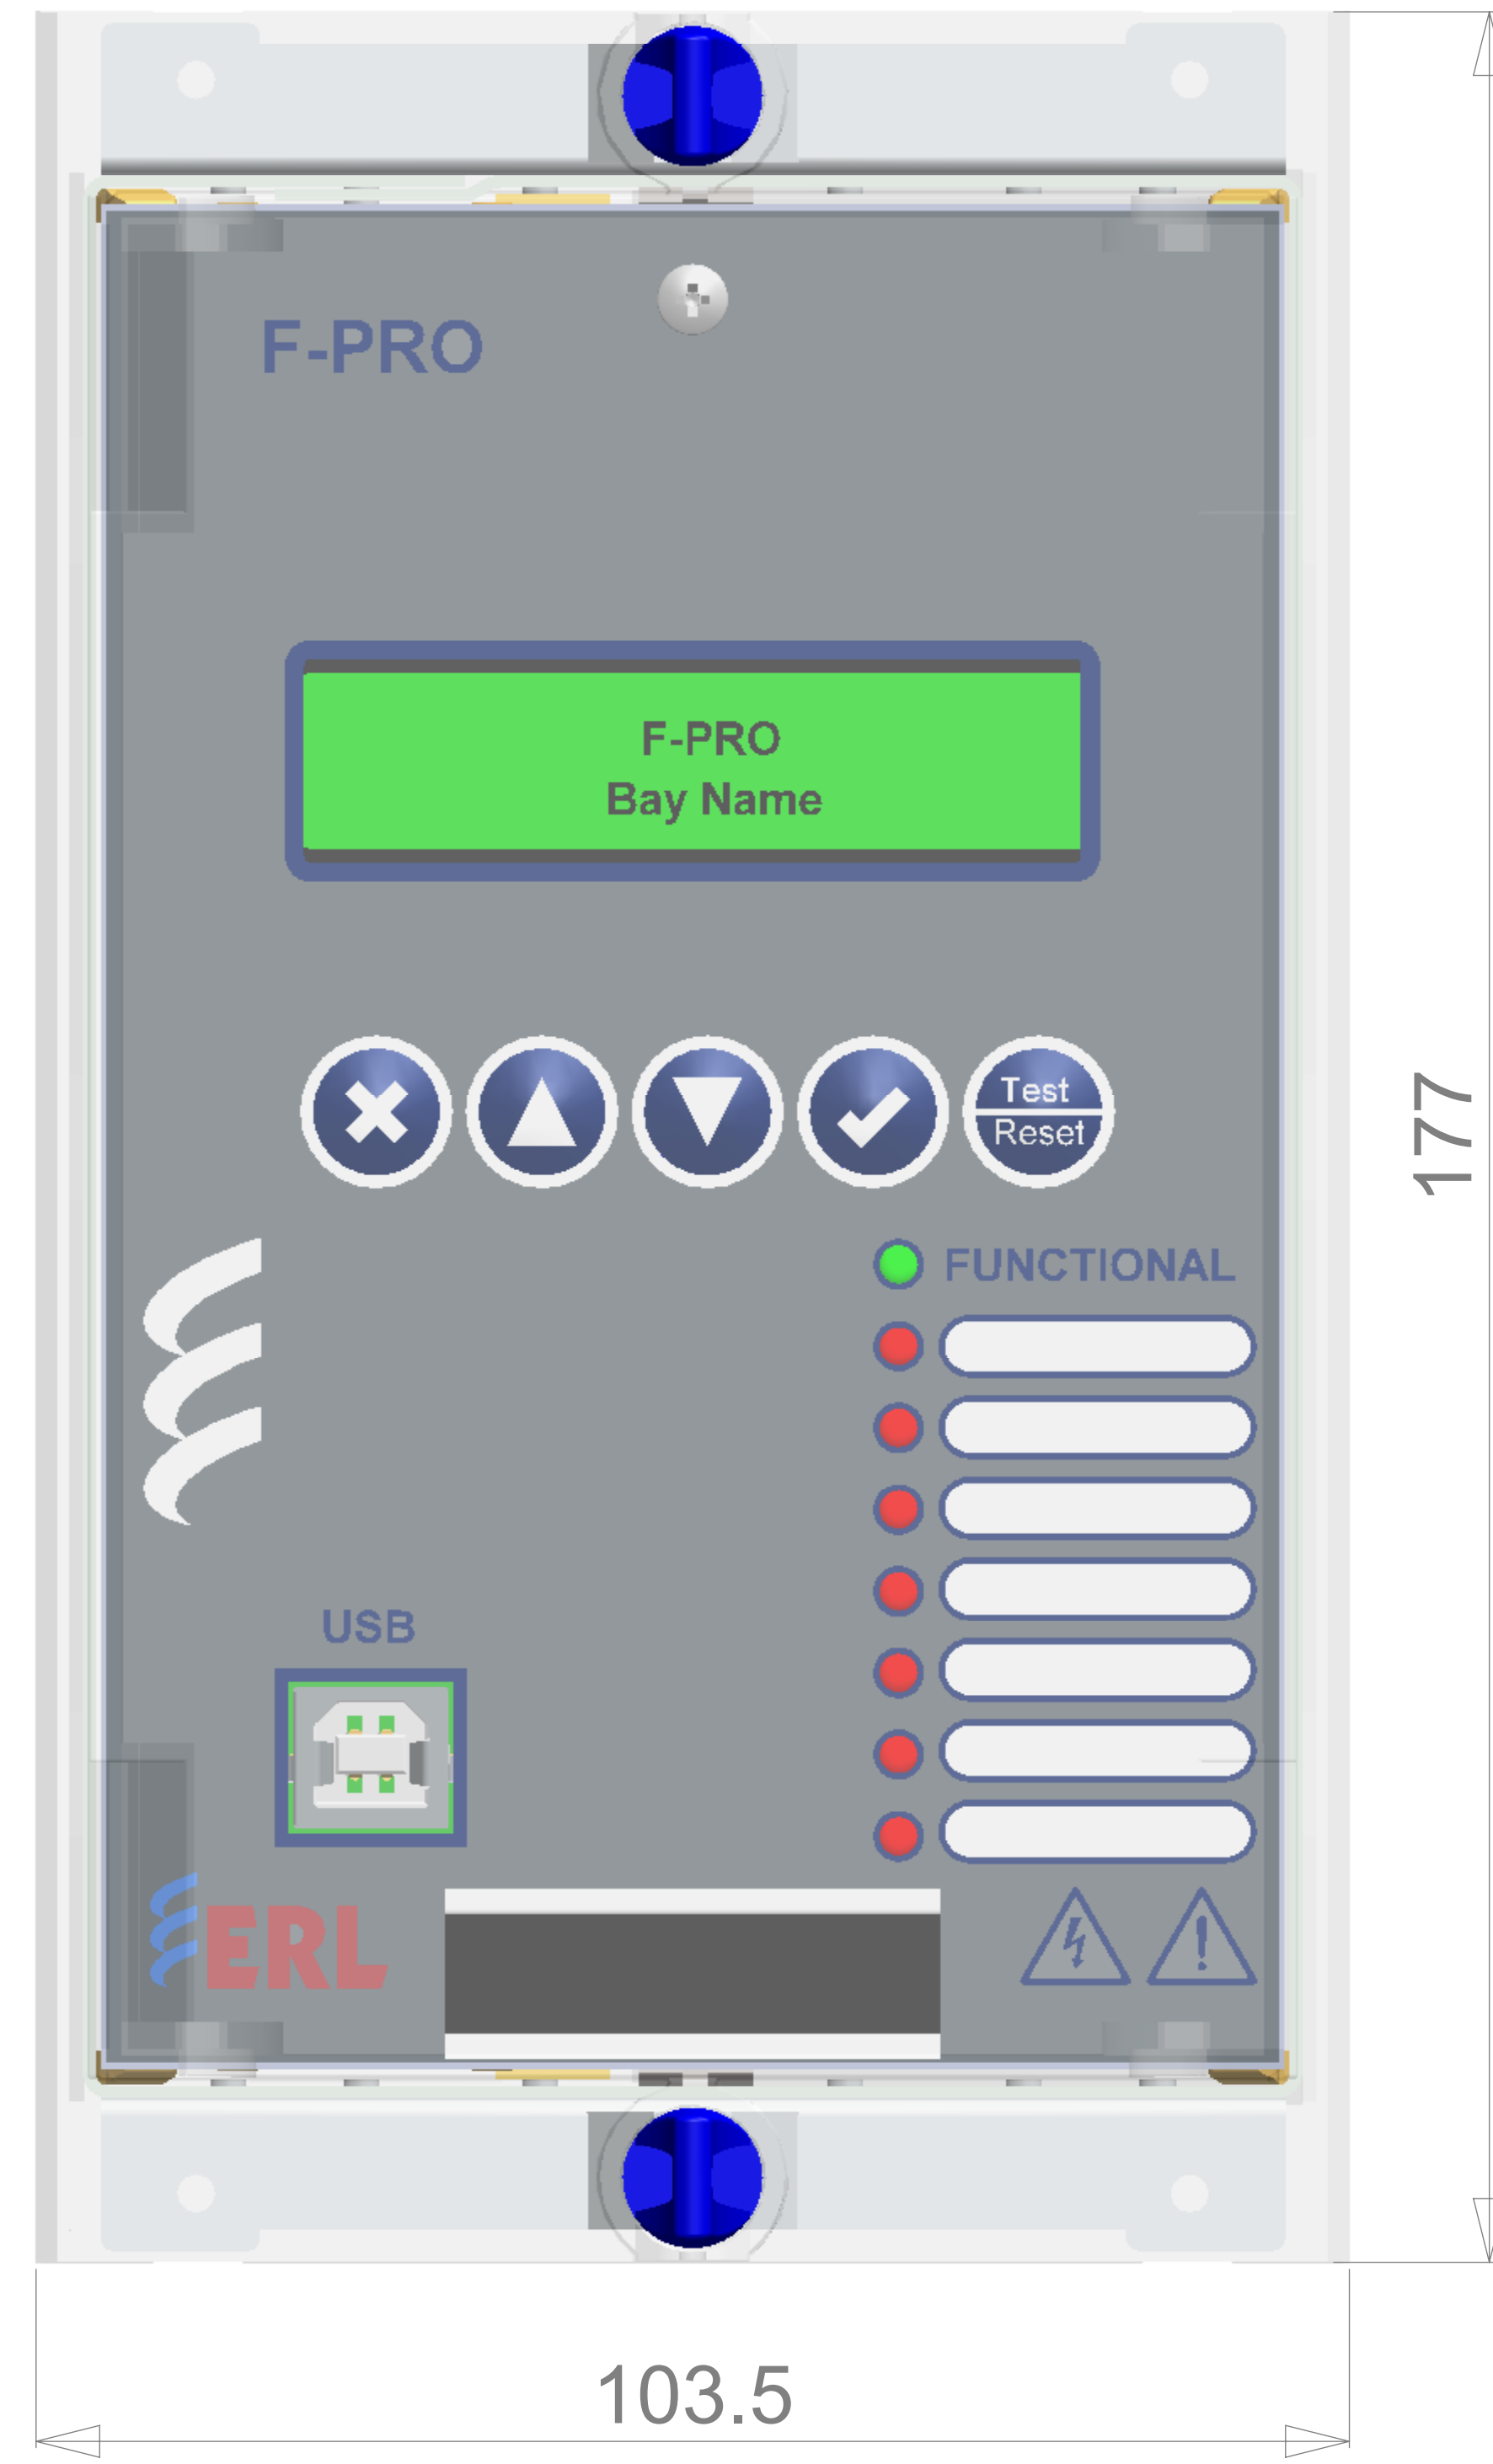 F-PRO
F-PRO
Bay Name
Test
Reset
FUNCTIONAL
USB
ERL
177
103.5